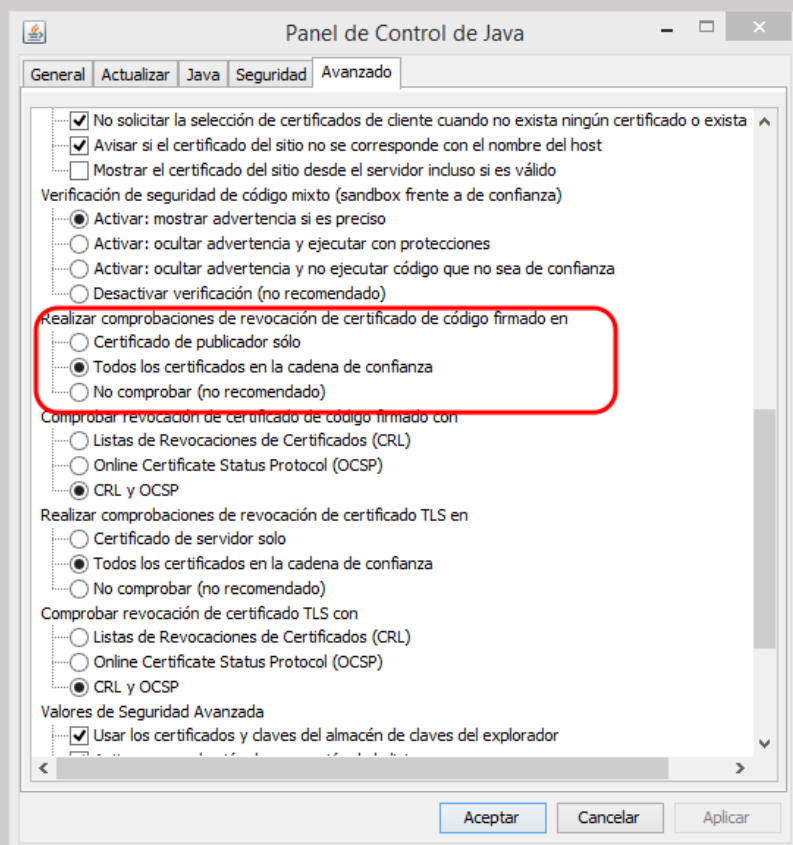 Panel de Control de Java
General Actualizar Java Seguridad Avanzado
No solicitar la selección de certificados de cliente cuando no exista ningún certificado o exista
Avisar si el certificado del sitio no se corresponde con el nombre del host
Mostrar el certificado del sitio desde el servidor incluso si es válido
Verificación de seguridad de código mixto (sandbox frente a de confianza)
Activar: mostrar advertencia si es preciso
Activar: ocultar advertencia y ejecutar con protecciones
Activar: ocultar advertencia y no ejecutar código que no sea de confianza
Desactivar verificación (no recomendado)
Realizar comprobaciones de revocación de certificado de código firmado en
Certificado de publicador sólo
Todos los certificados en la cadena de confianza
No comprobar (no recomendado)
Comprobar revocación de certificado de código firmado con
Listas de Revocaciones de Certificados (CRL)
Online Certificate Status Protocol (OCSP)
CRL y OCSP
Realizar comprobaciones de revocación de certificado TLS en
Certificado de servidor solo
Todos los certificados en la cadena de confianza
No comprobar (no recomendado)
Comprobar revocación de certificado TLS con
Listas de Revocaciones de Certificados (CRL)
Online Certificate Status Protocol (OCSP)
CRL y OCSP
Valores de Seguridad Avanzada
Usar los certificados y claves del almacén de claves del explorador
Aceptar Cancelar Aplicar